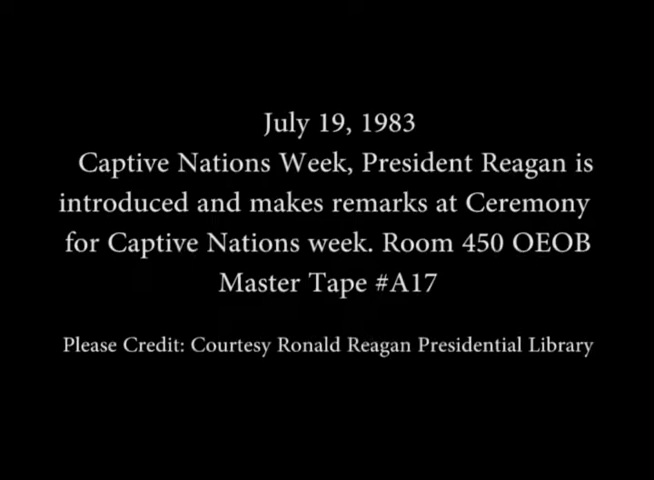 July 19, 1983
Captive Nations Week, President Reagan is
introduced and makes remarks at Ceremony
for Captive Nations week. Room 450 OEOB
Master Tape #A17
Please Credit: Courtesy Ronald Reagan Presidential Library